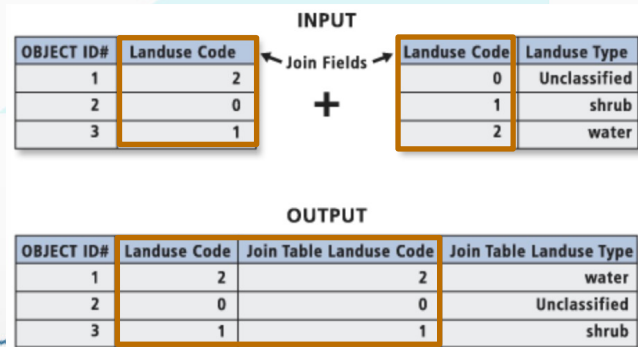 INPUT
OBJECT ID# Landuse Code
1 2
2 0
3 1
Join Fields
+
Landuse Code Landuse Type
0 Unclassified
1 shrub
2 water
OUTPUT
OBJECT ID# Landuse Code Join Table Landuse Code Join Table Landuse Type
1 2 2 water
2 0 0 Unclassified
3 1 1 shrub